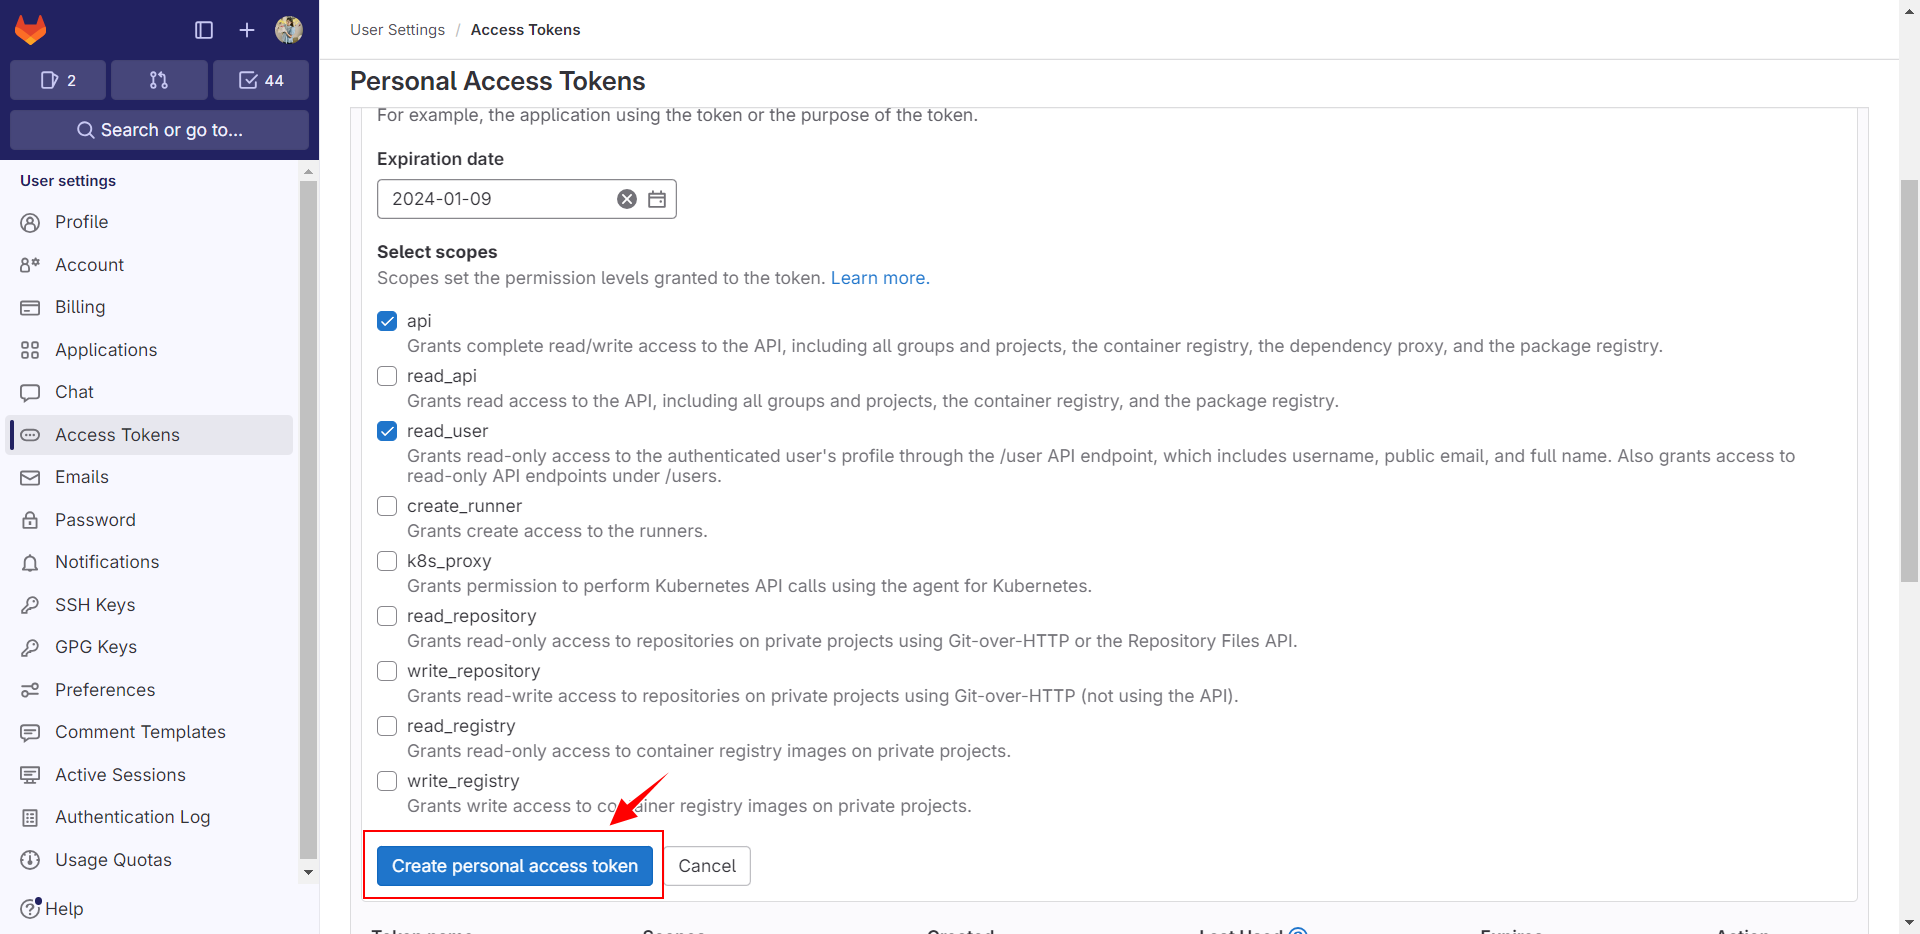 User Settings / Access Tokens
2
44
Search or go to...
User settings
Profile
Account
Billing
Applications
Chat
Access Tokens
Emails
Password
Notifications
SSH Keys
GPG Keys
Preferences
Comment Templates
Active Sessions
Authentication Log
Usage Quotas
Help
Personal Access Tokens
For example, the application using the token or the purpose of the token.
Expiration date
2024-01-09
Select scopes
Scopes set the permission levels granted to the token. Learn more.
api
Grants complete read/write access to the API, including all groups and projects, the container registry, the dependency proxy, and the package registry.
read_api
Grants read access to the API, including all groups and projects, the container registry, and the package registry.
read_user
Grants read-only access to the authenticated user's profile through the /user API endpoint, which includes username, public email, and full name. Also grants access to
read-only API endpoints under /users.
create_runner
Grants create access to the runners.
k8s_proxy
Grants permission to perform Kubernetes API calls using the agent for Kubernetes.
read_repository
Grants read-only access to repositories on private projects using Git-over-HTTP or the Repository Files API.
write_repository
Grants read-write access to repositories on private projects using Git-over-HTTP (not using the API).
read_registry
Grants read-only access to container registry images on private projects.
write_registry
Grants write access to container registry images on private projects.
Create personal access token
Cancel
Token name Scopes Created Last Used Expires Action